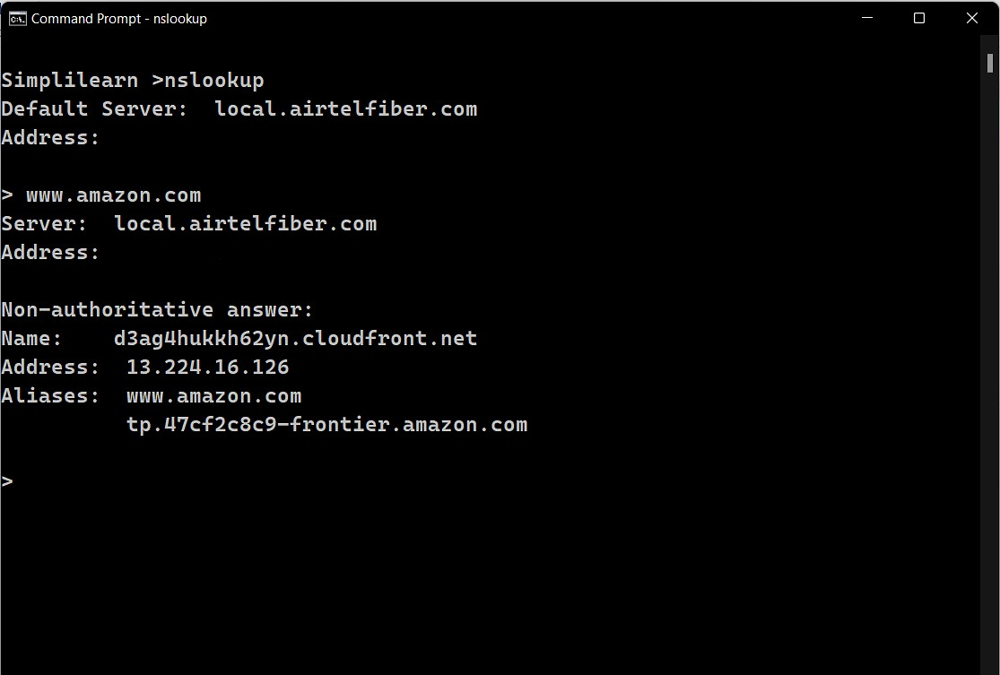 Command Prompt - nslookup
Simplilearn >nslookup
Default Server:  local.airtelfiber.com
Address:
> www.amazon.com
Server:  local.airtelfiber.com
Address:
Non-authoritative answer:
Name:    d3ag4hukkh62yn.cloudfront.net
Address:  13.224.16.126
Aliases:  www.amazon.com
          tp.47cf2c8c9-frontier.amazon.com
>